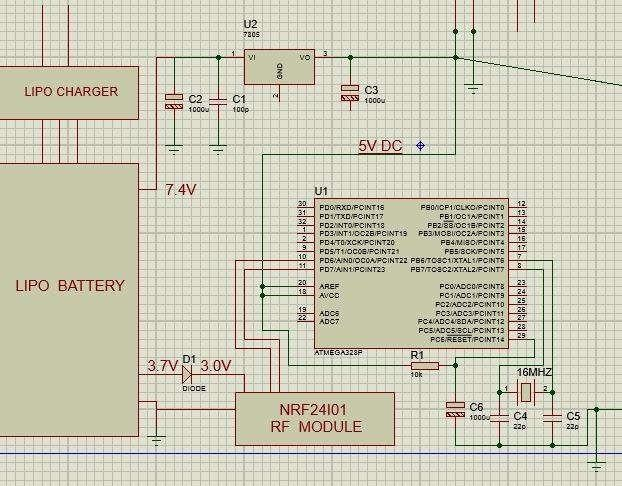 U2
7805
1
VI
VO
3
GND
2
LIPO CHARGER
C2
1000u
C1
100p
C3
1000u
5V DC
7.4V
U1
30
PD0/RXD/PCINT16
31
PD1/TXD/PCINT17
32
PD2/INT0/PCINT18
1
PD3/INT1/OC2B/PCINT19
2
PD4/T0/XCK/PCINT20
9
PD5/T1/OC0B/PCINT21
10
PD6/AIN0/OC0A/PCINT22
11
PD7/AIN1/PCINT23
20
AREF
18
AVCC
19
ADC6
22
ADC7
PB0/ICP1/CLKO/PCINT0
12
PB1/OC1A/PCINT1
13
PB2/SS/OC1B/PCINT2
14
PB3/MOSI/OC2A/PCINT3
15
PB4/MISO/PCINT4
16
PB5/SCK/PCINT5
17
PB6/TOSC1/XTAL1/PCINT6
7
PB7/TOSC2/XTAL2/PCINT7
8
PC0/ADC0/PCINT8
23
PC1/ADC1/PCINT9
24
PC2/ADC2/PCINT10
25
PC3/ADC3/PCINT11
26
PC4/ADC4/SDA/PCINT12
27
PC5/ADC5/SCL/PCINT13
28
PC6/RESET/PCINT14
29
ATMEGA328P
LIPO BATTERY
3.7V
D1
3.0V
DIODE
R1
10k
16MHZ
1
2
NRF24l01
RF MODULE
C6
1000u
C4
22p
C5
22p